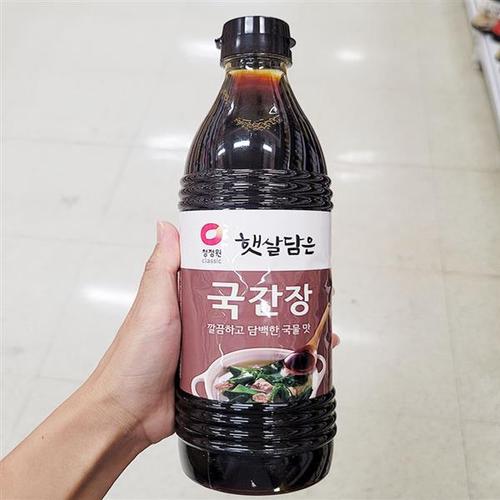 청정원
classic
햇살담은
국간장
깔끔하고 담백한 국물 맛